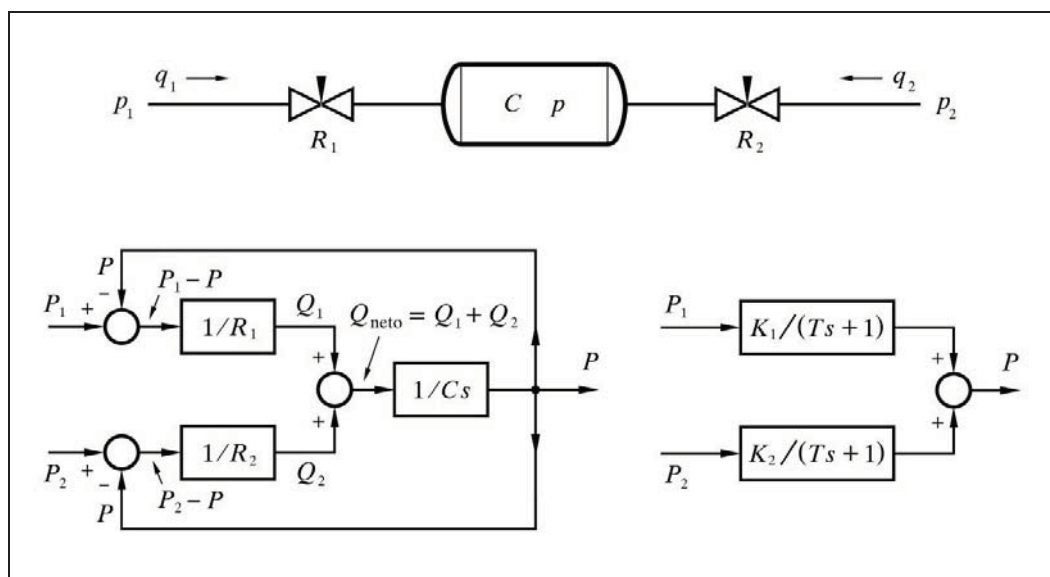 q₁
q₂
p₁
C p
p₂
R₁
R₂
P
P₁ – P
P₁ + –
1/R₁
Q₁
Q_neto = Q₁ + Q₂
+
1/Cs
P
+
P₂ + –
1/R₂
Q₂
P
P₂ – P
P₁
K₁/(Ts + 1)
+
P
+
P₂
K₂/(Ts + 1)